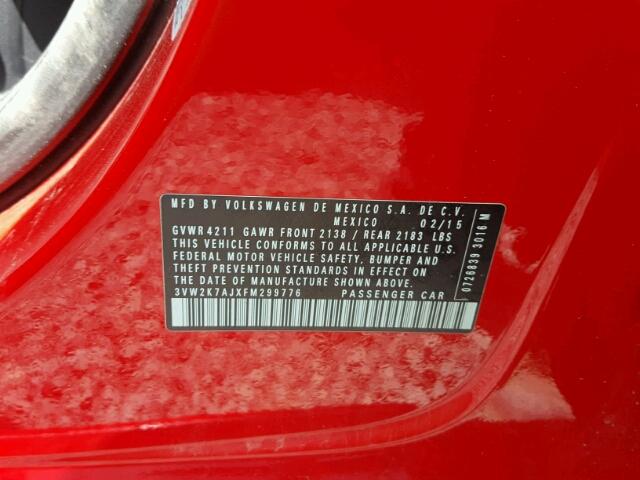 MFD BY VOLKSWAGEN DE MEXICO S.A. DE C.V.
MEXICO 02/15
GVWR 4211 GAWR FRONT 2138 / REAR 2183 LBS
THIS VEHICLE CONFORMS TO ALL APPLICABLE U.S.
FEDERAL MOTOR VEHICLE SAFETY, BUMPER AND
THEFT PREVENTION STANDARDS IN EFFECT ON
THE DATE OF MANUFACTURE SHOWN ABOVE.
3VW2K7AJXFM299776 PASSENGER CAR
0726839 3016 M